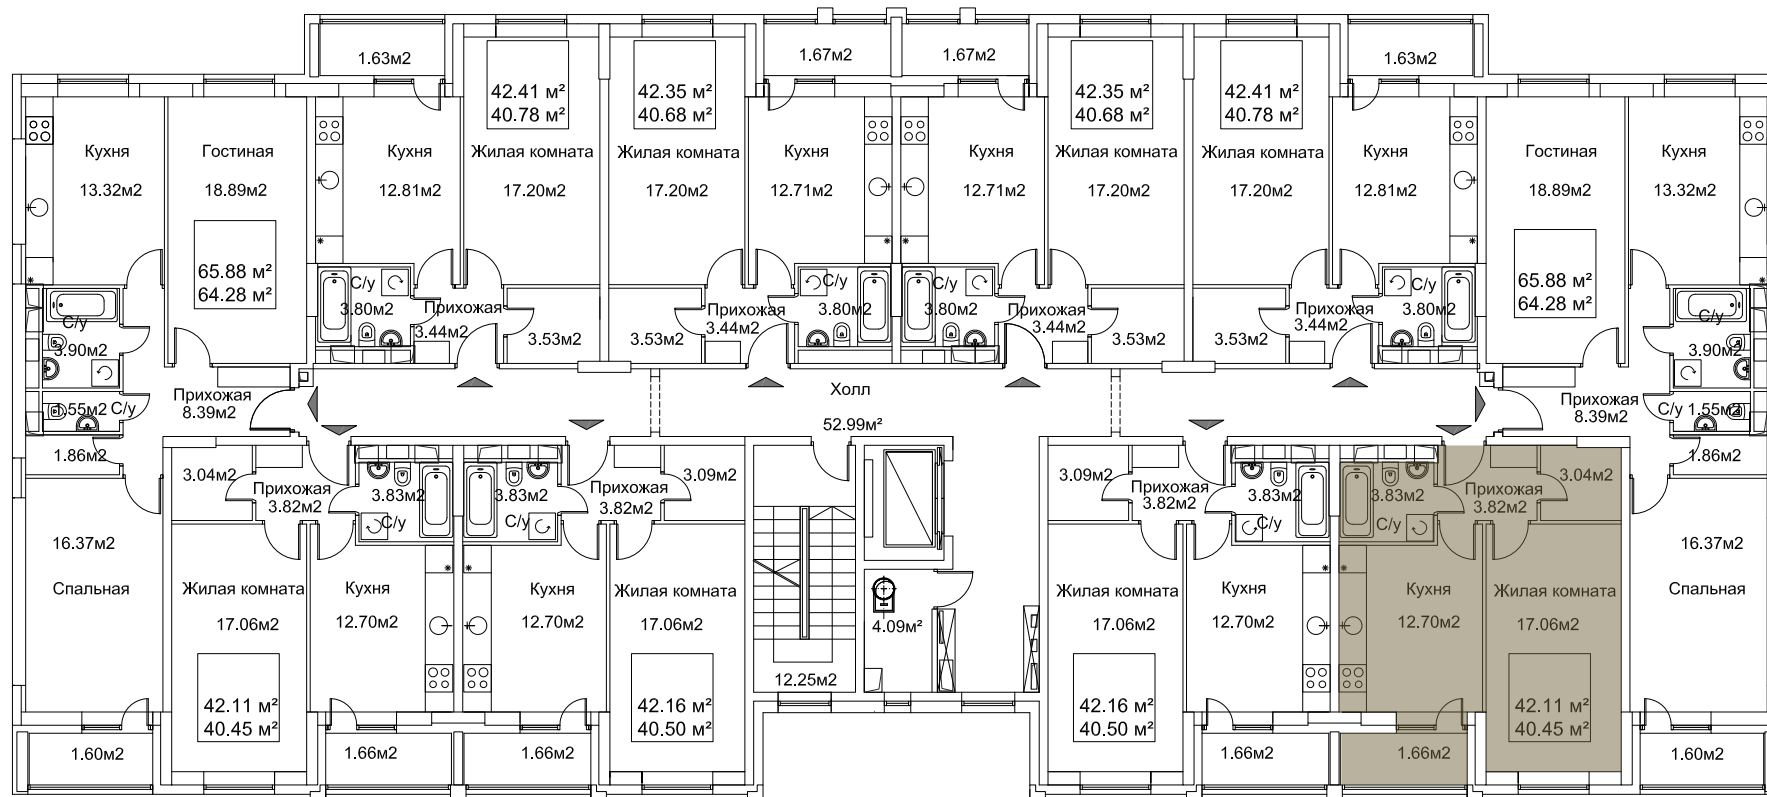 1.63м2
1.67м2
1.67м2
1.63м2
42.41 м²
40.78 м²
42.35 м²
40.68 м²
42.35 м²
40.68 м²
42.41 м²
40.78 м²
Кухня
13.32м2
Гостиная
18.89м2
Кухня
12.81м2
Жилая комната
17.20м2
Жилая комната
17.20м2
Кухня
12.71м2
Кухня
12.71м2
Жилая комната
17.20м2
Жилая комната
17.20м2
Кухня
12.81м2
Гостиная
18.89м2
Кухня
13.32м2
65.88 м²
64.28 м²
65.88 м²
64.28 м²
С/у
3.80м2
Прихожая
3.44м2
3.53м2
3.53м2
Прихожая
3.44м2
С/у
3.80м2
С/у
3.80м2
Прихожая
3.44м2
3.53м2
3.53м2
Прихожая
3.44м2
С/у
3.80м2
С/у
3.90м2
С/у
3.90м2
1.55м2 С/у
Прихожая
8.39м2
Холл
52.99м²
Прихожая
8.39м2
С/у 1.55м2
1.86м2
1.86м2
3.04м2
Прихожая
3.82м2
3.83м2
С/у
3.83м2
С/у
Прихожая
3.82м2
3.09м2
3.09м2
Прихожая
3.82м2
3.83м2
С/у
3.83м2
С/у
Прихожая
3.82м2
3.04м2
16.37м2
Спальная
Жилая комната
17.06м2
Кухня
12.70м2
Кухня
12.70м2
Жилая комната
17.06м2
4.09м²
12.25м2
Жилая комната
17.06м2
Кухня
12.70м2
Кухня
12.70м2
Жилая комната
17.06м2
16.37м2
Спальная
42.11 м²
40.45 м²
42.16 м²
40.50 м²
42.16 м²
40.50 м²
42.11 м²
40.45 м²
1.60м2
1.66м2
1.66м2
1.66м2
1.66м2
1.60м2